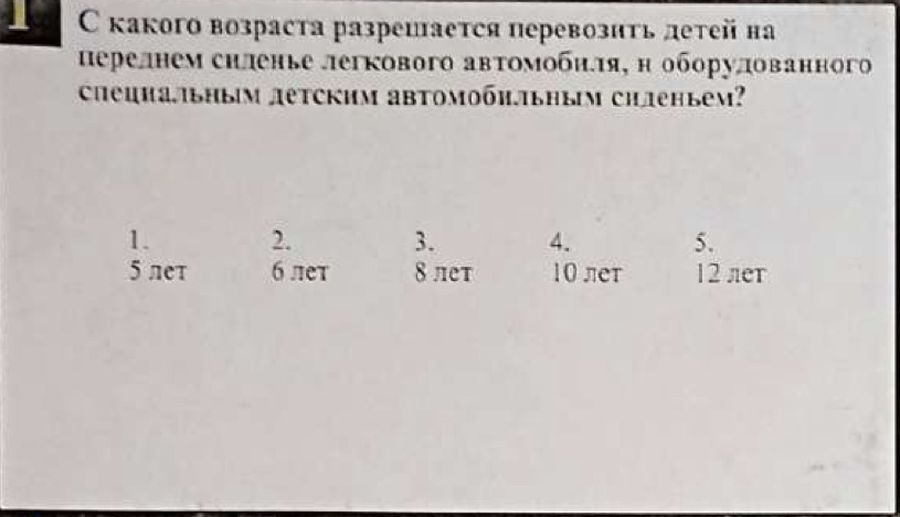 1
С какого возраста разрешается перевозить детей на
переднем сиденье легкового автомобиля, н оборудованного
специальным детским автомобильным сиденьем?
1. 2. 3. 4. 5.
5 лет 6 лет 8 лет 10 лет 12 лет